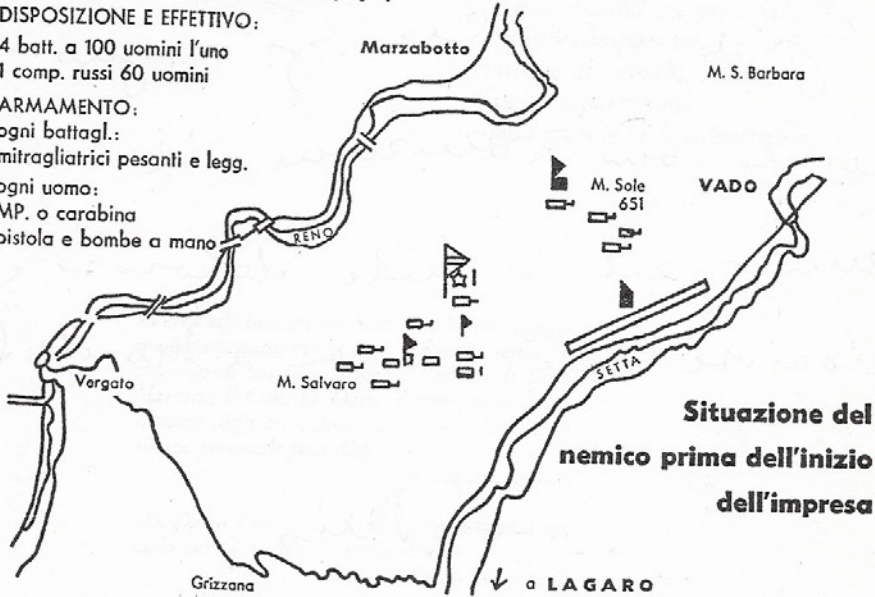 DISPOSIZIONE E EFFETTIVO:
4 batt. a 100 uomini l'uno
1 comp. russi 60 uomini
ARMAMENTO:
ogni battagl.:
mitragliatrici pesanti e legg.
ogni uomo:
MP. o carabina
pistola e bombe a mano
Marzabotto
M. S. Barbara
M. Sole
651
VADO
RENO
SETTA
Vergato
M. Salvaro
Situazione del
nemico prima dell'inizio
dell'impresa
Grizzana
a LAGARO